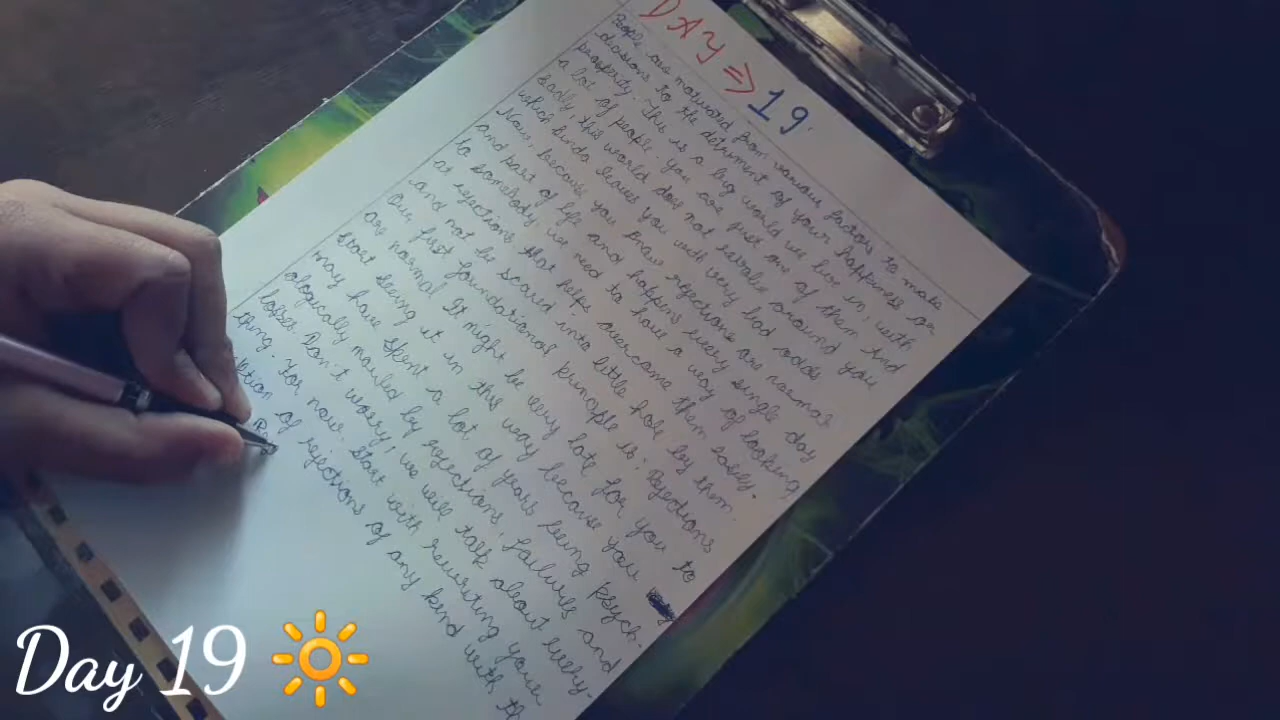 DAY => 19.
People are motivated from various factors to make
divisions to the detriment of your happiness or
prosperity. This is a big world we live in, with
a lot of people. You are just one of them. And
sadly, this world does not revolve around you
which kinda leaves you with very bad odds
Now, because you know rejections are normal
and part of life and happens every single day
to somebody, we need to have a way of looking
at rejections that helps overcome them easily.
and not be scared into little hole by them.
Our first foundational principle is; Rejections
are normal It might be very late for you to
start seeing it in this way because you
may have spent a lot of years being psych-
ologically mauled by rejections, failures and
losses. Don't worry, we will talk about every-
thing. For now. Start with rewriting your
of rejections of any kind with th
Day 19 🔆